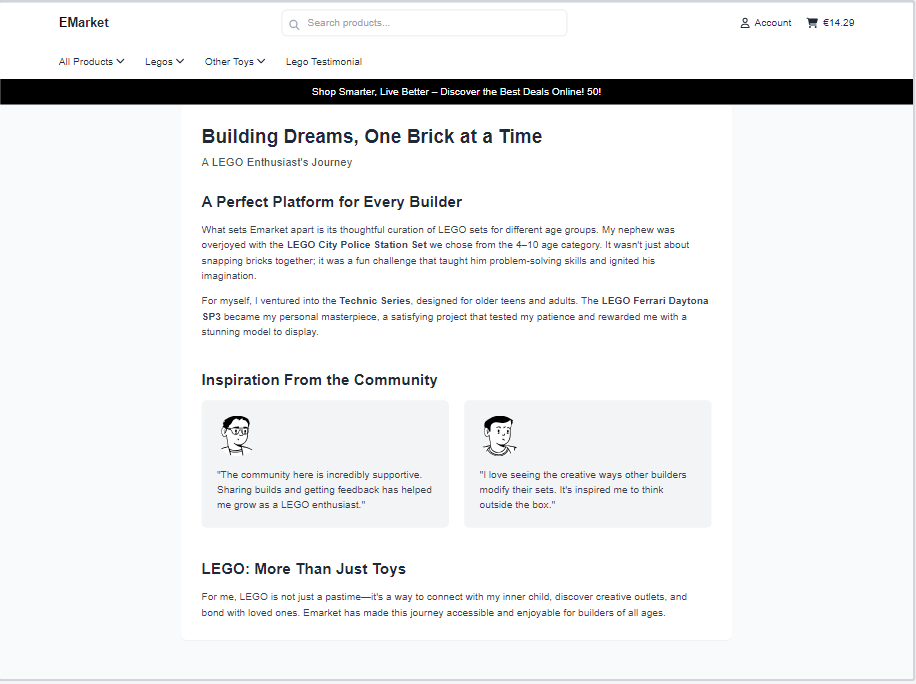 EMarket
Search products...
Account
€14.29
All Products
Legos
Other Toys
Lego Testimonial
Shop Smarter, Live Better – Discover the Best Deals Online! 50!
Building Dreams, One Brick at a Time
A LEGO Enthusiast's Journey
A Perfect Platform for Every Builder
What sets Emarket apart is its thoughtful curation of LEGO sets for different age groups. My nephew was
overjoyed with the LEGO City Police Station Set we chose from the 4–10 age category. It wasn't just about
snapping bricks together; it was a fun challenge that taught him problem-solving skills and ignited his
imagination.
For myself, I ventured into the Technic Series, designed for older teens and adults. The LEGO Ferrari Daytona
SP3 became my personal masterpiece, a satisfying project that tested my patience and rewarded me with a
stunning model to display.
Inspiration From the Community
"The community here is incredibly supportive.
Sharing builds and getting feedback has helped
me grow as a LEGO enthusiast."
"I love seeing the creative ways other builders
modify their sets. It's inspired me to think
outside the box."
LEGO: More Than Just Toys
For me, LEGO is not just a pastime—it's a way to connect with my inner child, discover creative outlets, and
bond with loved ones. Emarket has made this journey accessible and enjoyable for builders of all ages.